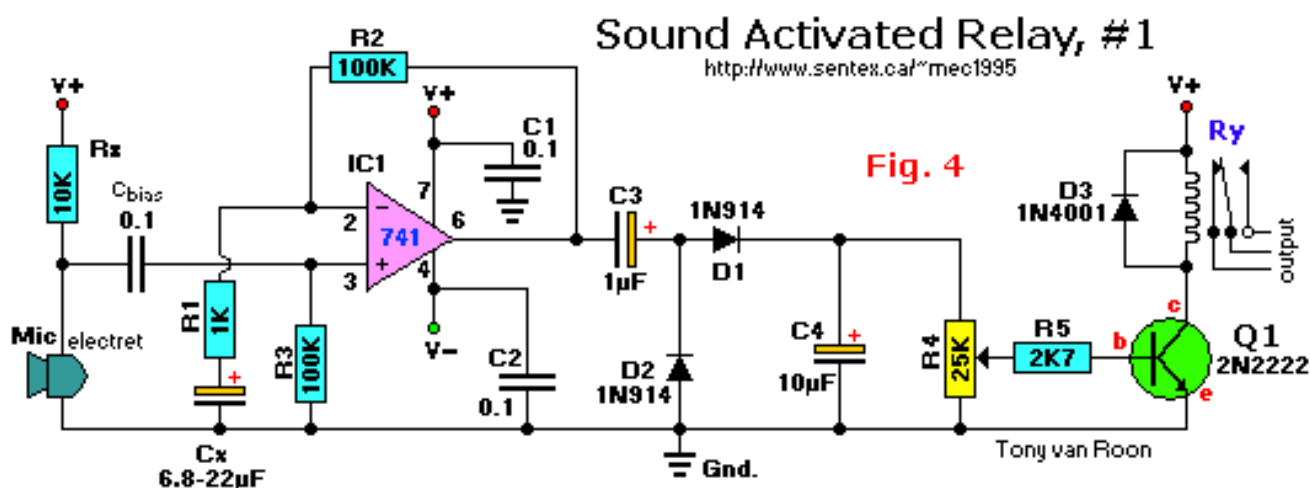 Sound Activated Relay, #1
http://www.sentex.ca/~mec1995
Fig. 4
V+
Rx
10K
Cbias
0.1
Mic
electret
R1
1K
Cx
6.8-22µF
R3
100K
R2
100K
IC1
741
2
3
7
6
4
V+
V-
C1
0.1
C2
0.1
C3
+
1µF
1N914
D1
D2
1N914
C4
+
10µF
Gnd.
R4
25K
R5
2K7
b
c
e
Q1
2N2222
D3
1N4001
V+
Ry
output
Tony van Roon
+
-
+